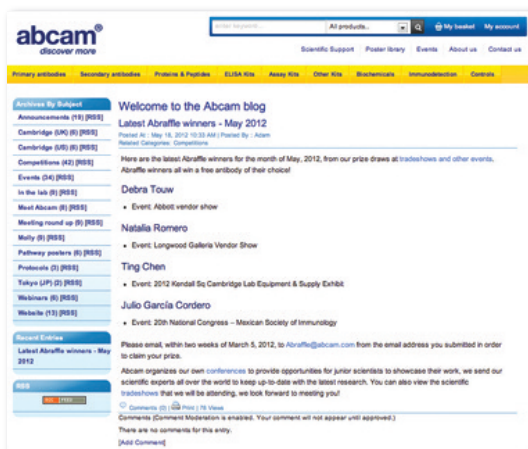 abcam®
discover more
enter keyword...
All products..
My basket My account
Scientific Support Poster library Events About us Contact us
Primary antibodies Secondary antibodies Proteins & Peptides ELISA Kits Assay Kits Other Kits Biochemicals Immunodetection Controls
Archives By Subject
Announcements (19) [RSS]
Cambridge (UK) (6) [RSS]
Cambridge (US) (6) [RSS]
Competitions (42) [RSS]
Events (34) [RSS]
In the lab (9) [RSS]
Meet Abcam (8) [RSS]
Meeting round up (9) [RSS]
Molly (9) [RSS]
Pathway posters (6) [RSS]
Protocols (3) [RSS]
Tokyo (JP) (2) [RSS]
Webinars (6) [RSS]
Website (13) [RSS]
Recent Entries
Latest Abraffle winners - May
2012
RSS
Welcome to the Abcam blog
Latest Abraffle winners - May 2012
Posted At : May 18, 2012 10:33 AM | Posted By : Adam
Related Categories: Competitions
Here are the latest Abraffle winners for the month of May, 2012, from our prize draws at tradeshows and other events.
Abraffle winners all win a free antibody of their choice!
Debra Touw
• Event: Abbott vendor show
Natalia Romero
• Event: Longwood Galleria Vendor Show
Ting Chen
• Event: 2012 Kendall Sq Cambridge Lab Equipment & Supply Exhibit
Julio García Cordero
• Event: 20th National Congress – Mexican Society of Immunology
Please email, within two weeks of March 5, 2012, to Abraffle@abcam.com from the email address you submitted in order
to claim your prize.
Abcam organizes our own conferences to provide opportunities for junior scientists to showcase their work, we send our
scientific experts all over the world to keep up-to-date with the latest research. You can also view the scientific
tradeshows that we will be attending, we look forward to meeting you!
Comments (0) | Print | 78 Views
Comments (Comment Moderation is enabled. Your comment will not appear until approved.)
There are no comments for this entry.
[Add Comment]